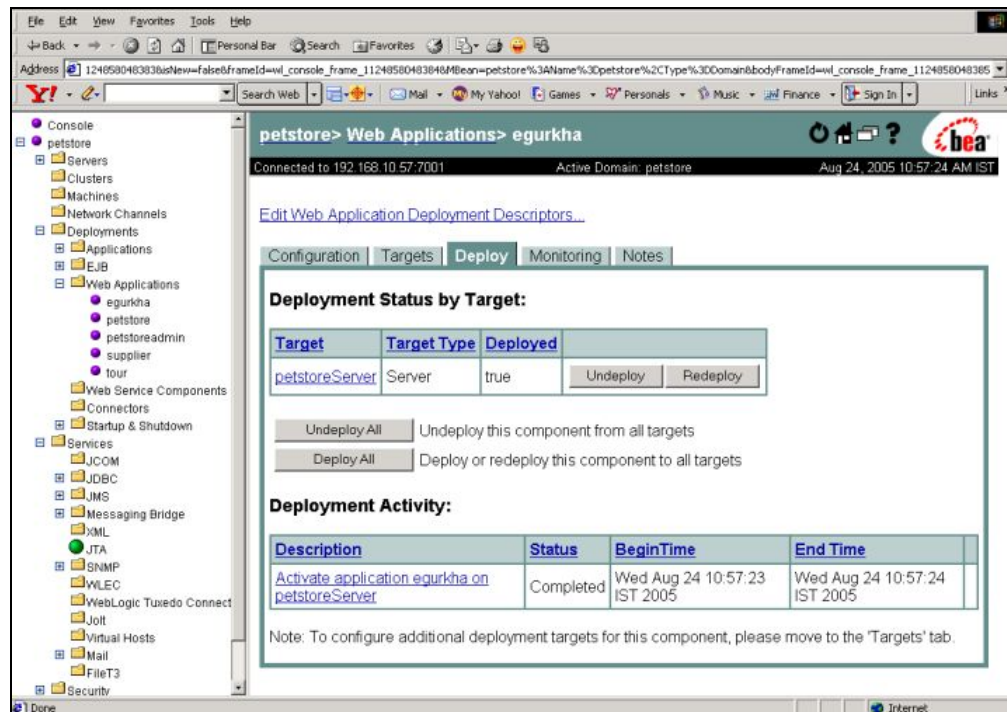 File Edit View Favorites Tools Help
Back Personal Bar Search Favorites
Address 1124858048383&isNew=false&frameId=wl_console_frame_1124858048384&MBean=petstore%3AName%3Dpetstore%2CType%3DDomain&bodyFrameId=wl_console_frame_1124858048385
Y! Search Web Mail My Yahoo! Games Personals Music Finance Sign In Links
Console
petstore
Servers
Clusters
Machines
Network Channels
Deployments
Applications
EJB
Web Applications
egurkha
petstore
petstoreadmin
supplier
tour
Web Service Components
Connectors
Startup & Shutdown
Services
JCOM
JDBC
JMS
Messaging Bridge
XML
JTA
SNMP
WLEC
WebLogic Tuxedo Connect
Jolt
Virtual Hosts
Mail
FileT3
Security
petstore> Web Applications> egurkha
? bea
Connected to 192.168.10.57:7001 Active Domain: petstore Aug 24, 2005 10:57:24 AM IST
Edit Web Application Deployment Descriptors...
Configuration Targets Deploy Monitoring Notes
Deployment Status by Target:
Target Target Type Deployed
petstoreServer Server true Undeploy Redeploy
Undeploy All Undeploy this component from all targets
Deploy All Deploy or redeploy this component to all targets
Deployment Activity:
Description Status BeginTime End Time
Activate application egurkha on petstoreServer Completed Wed Aug 24 10:57:23 IST 2005 Wed Aug 24 10:57:24 IST 2005
Note: To configure additional deployment targets for this component, please move to the 'Targets' tab.
Done Internet